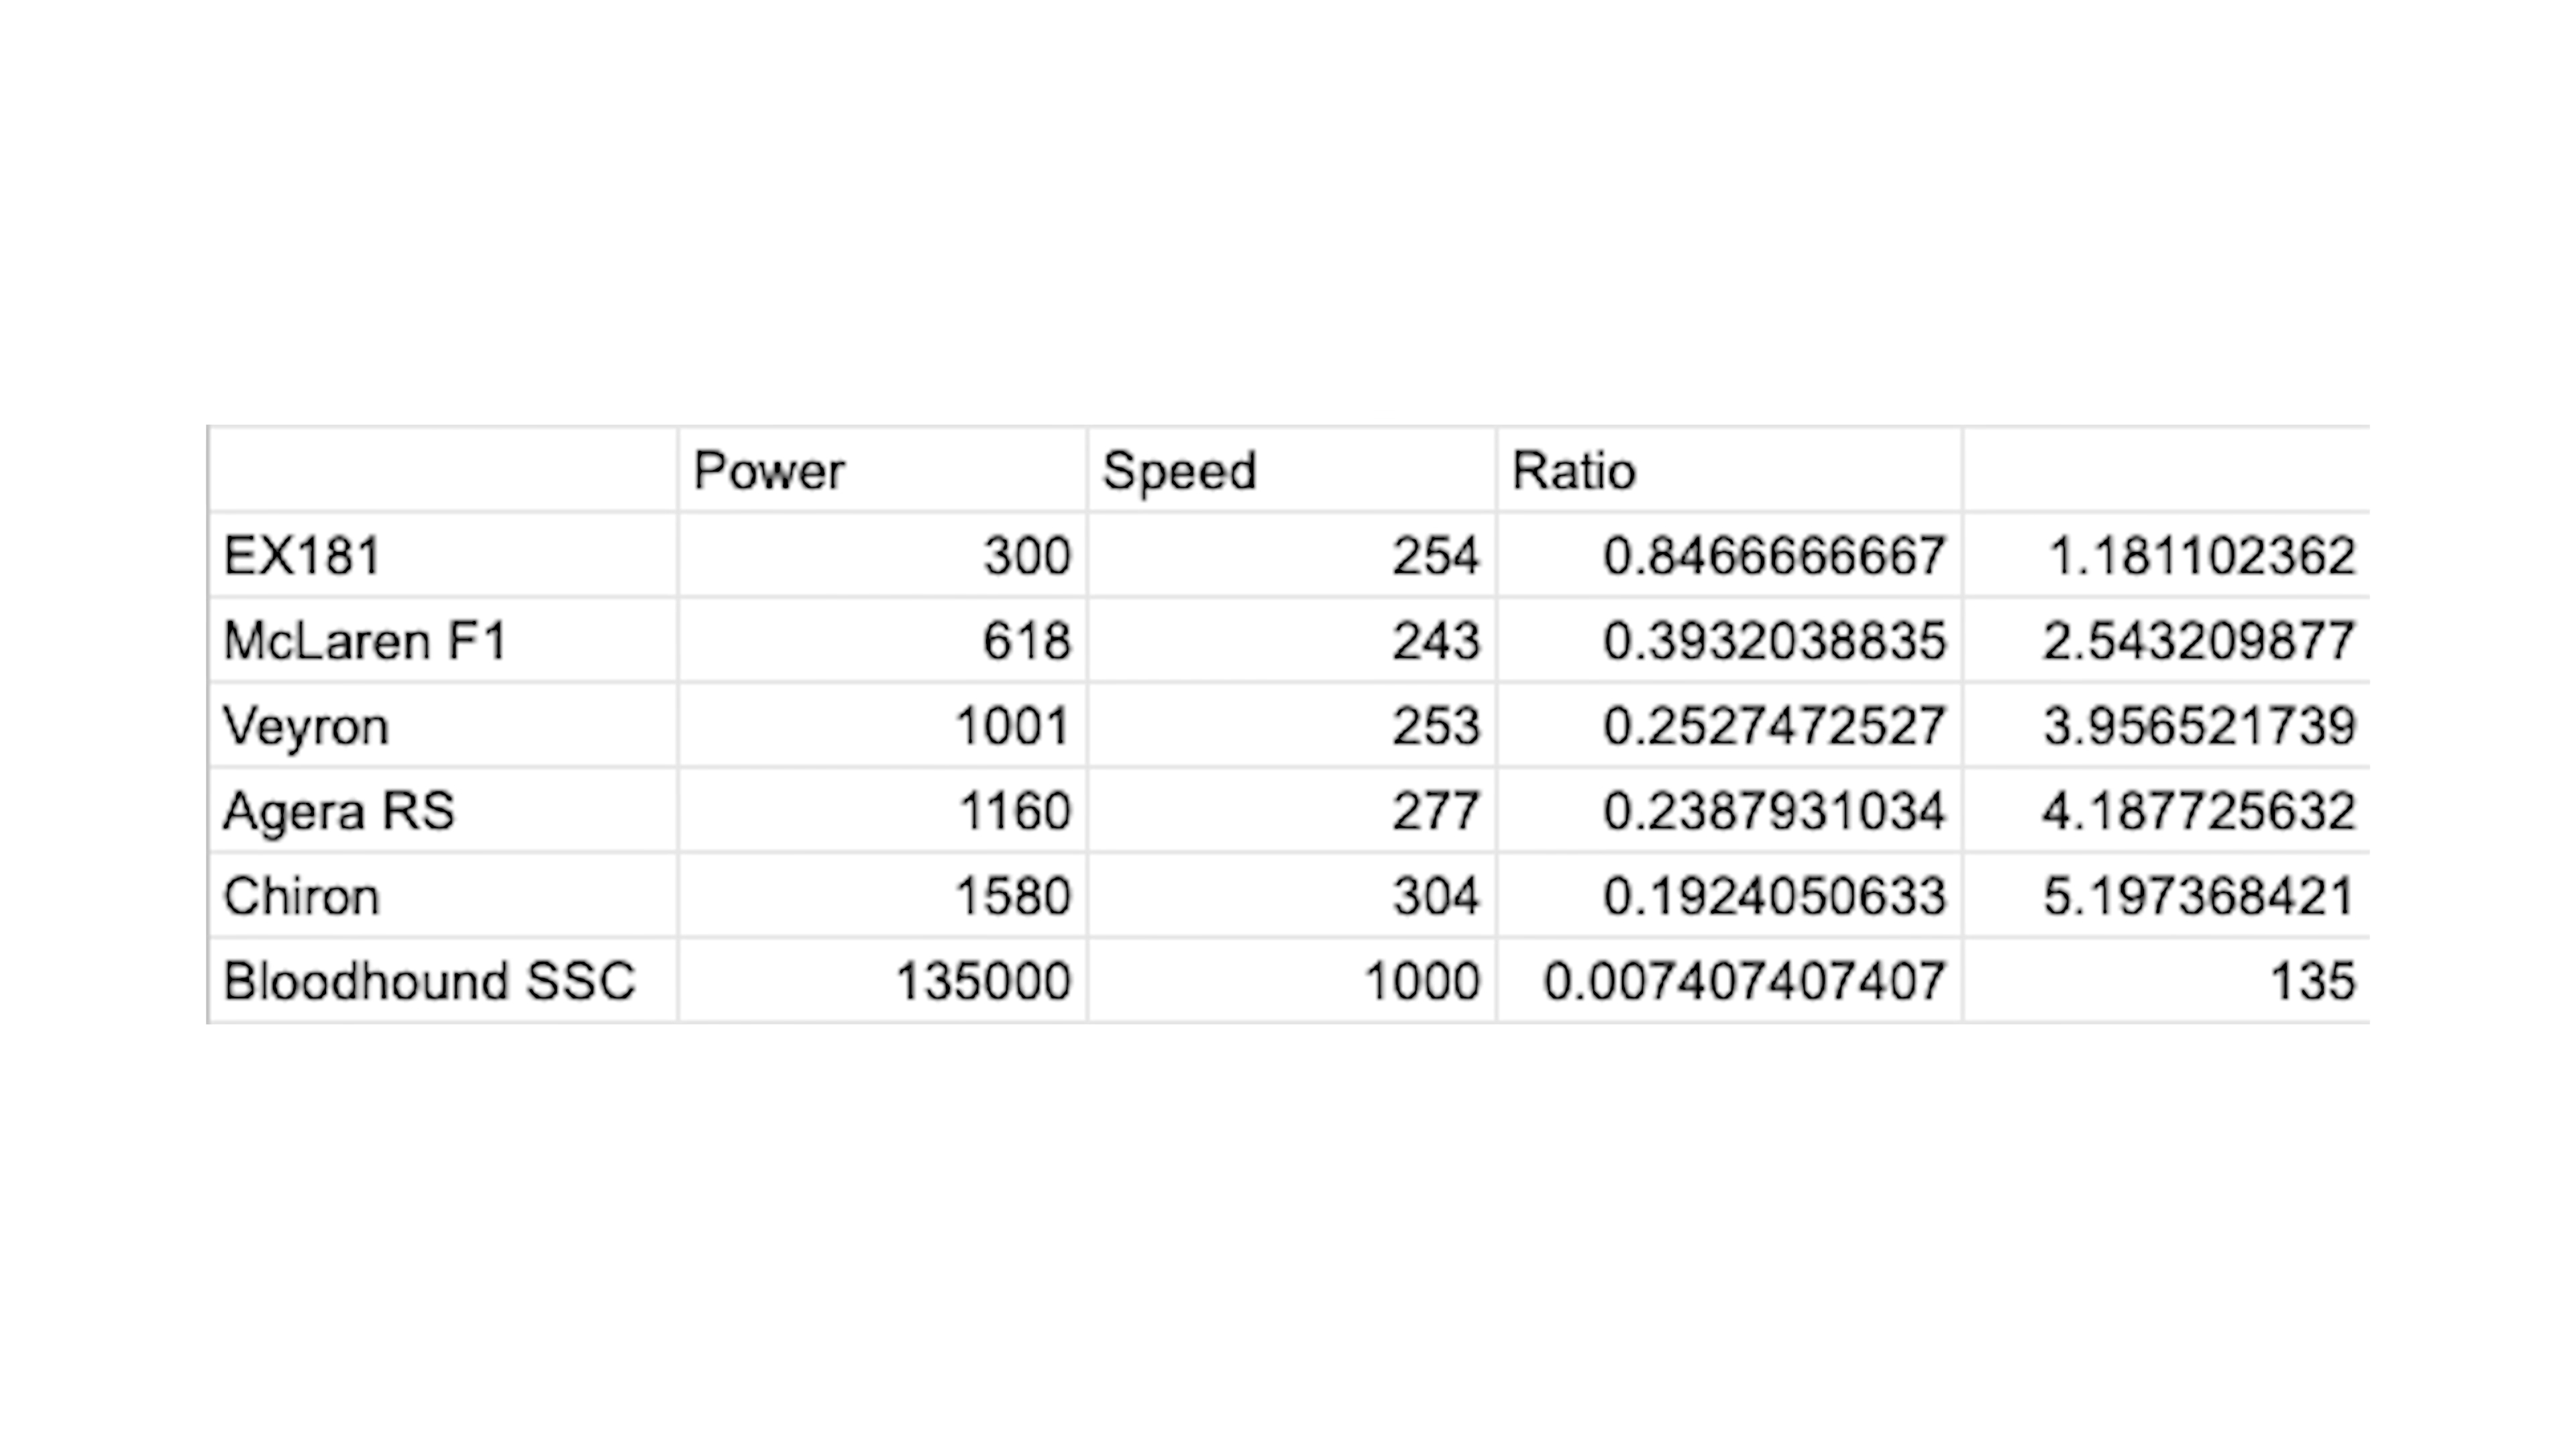 Power Speed Ratio
EX181 300 254 0.8466666667 1.181102362
McLaren F1 618 243 0.3932038835 2.543209877
Veyron 1001 253 0.2527472527 3.956521739
Agera RS 1160 277 0.2387931034 4.187725632
Chiron 1580 304 0.1924050633 5.197368421
Bloodhound SSC 135000 1000 0.007407407407 135